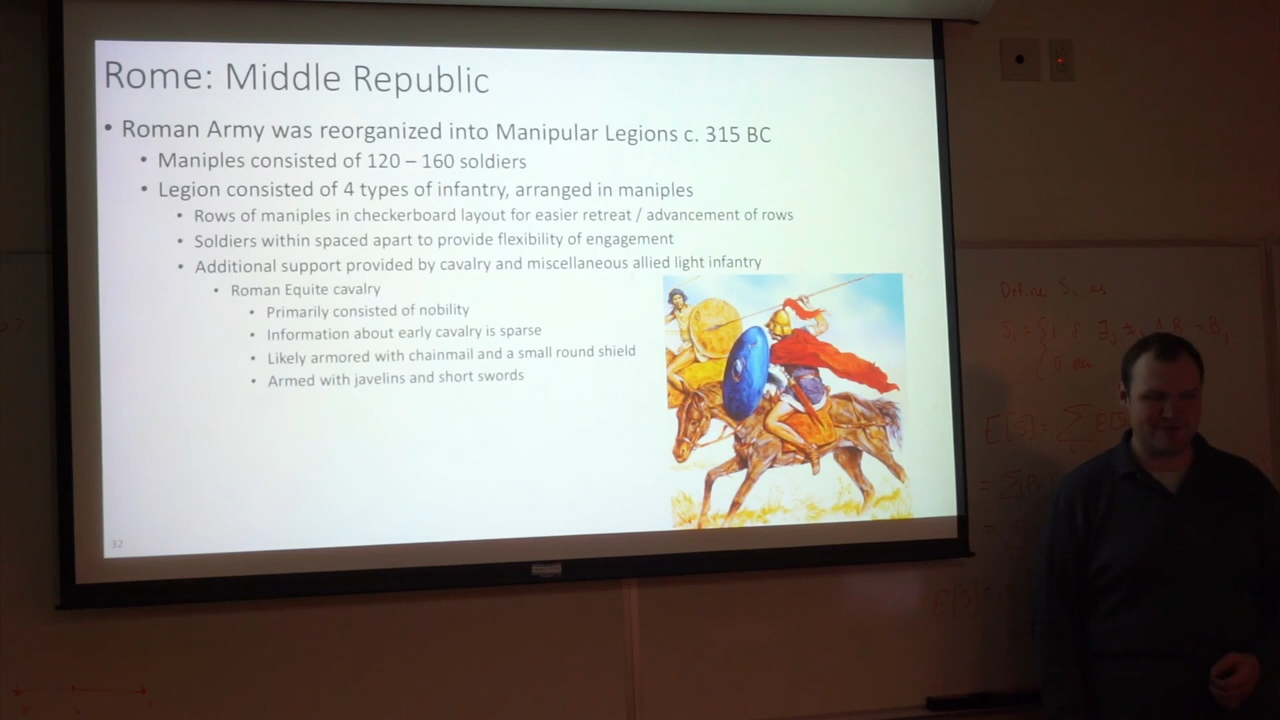 Rome: Middle Republic
• Roman Army was reorganized into Manipular Legions c. 315 BC
• Maniples consisted of 120 – 160 soldiers
• Legion consisted of 4 types of infantry, arranged in maniples
• Rows of maniples in checkerboard layout for easier retreat / advancement of rows
• Soldiers within spaced apart to provide flexibility of engagement
• Additional support provided by cavalry and miscellaneous allied light infantry
• Roman Equite cavalry
• Primarily consisted of nobility
• Information about early cavalry is sparse
• Likely armored with chainmail and a small round shield
• Armed with javelins and short swords
32
Define Si as